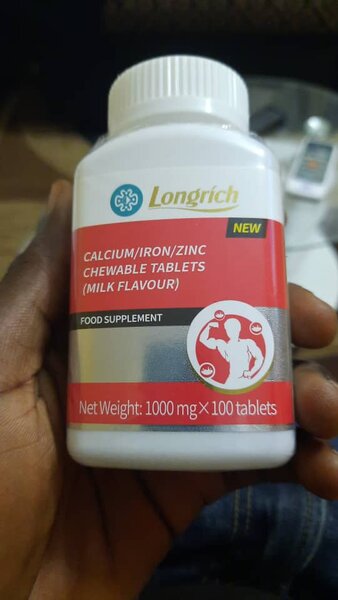 Longrich
NEW
CALCIUM/IRON/ZINC
CHEWABLE TABLETS
(MILK FLAVOUR)
FOOD SUPPLEMENT
Net Weight: 1000 mg×100 tablets